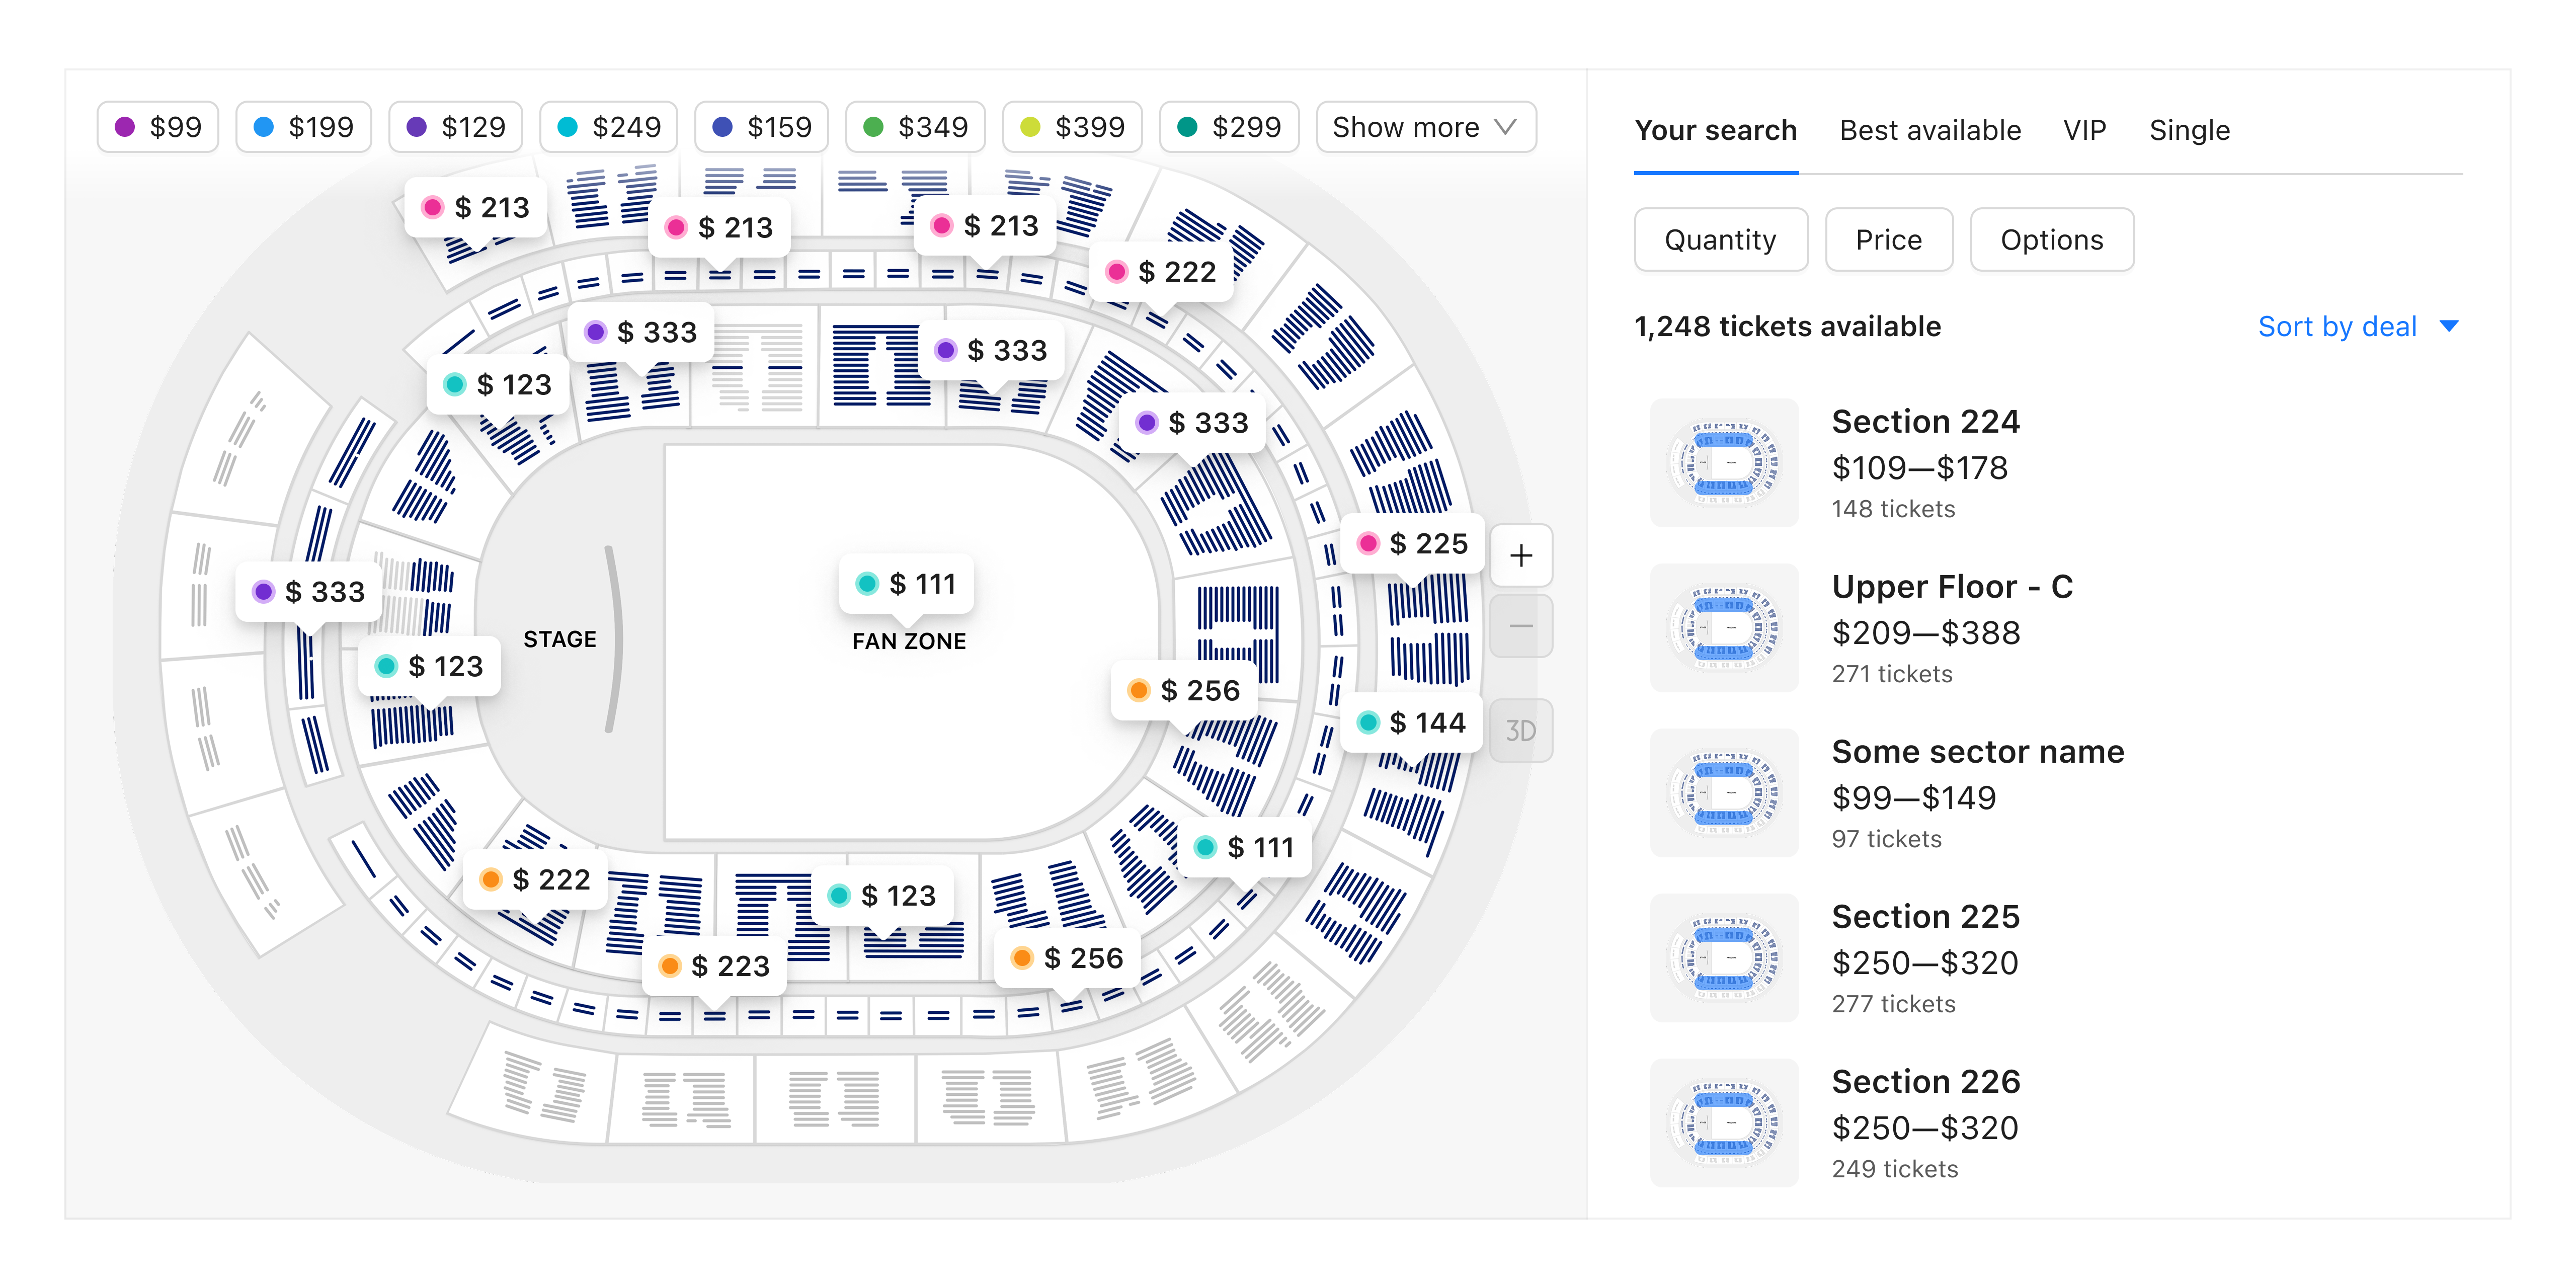 $99 $199 $129 $249 $159 $349 $399 $299 Show more
$ 213
$ 213
$ 213
$ 222
$ 333
$ 333
$ 123
$ 333
$ 225
$ 333
$ 111
STAGE
FAN ZONE
$ 123
$ 256
$ 144
$ 111
$ 222
$ 123
$ 223
$ 256
+
−
3D
Your search Best available VIP Single
Quantity Price Options
1,248 tickets available Sort by deal
Section 224
$109—$178
148 tickets
Upper Floor - C
$209—$388
271 tickets
Some sector name
$99—$149
97 tickets
Section 225
$250—$320
277 tickets
Section 226
$250—$320
249 tickets